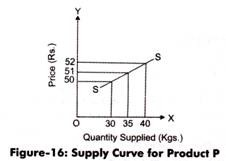 Y
Price (Rs.)
52
51
50
S
S
O
30 35 40
X
Quantity Supplied (Kgs.)
Figure-16: Supply Curve for Product P